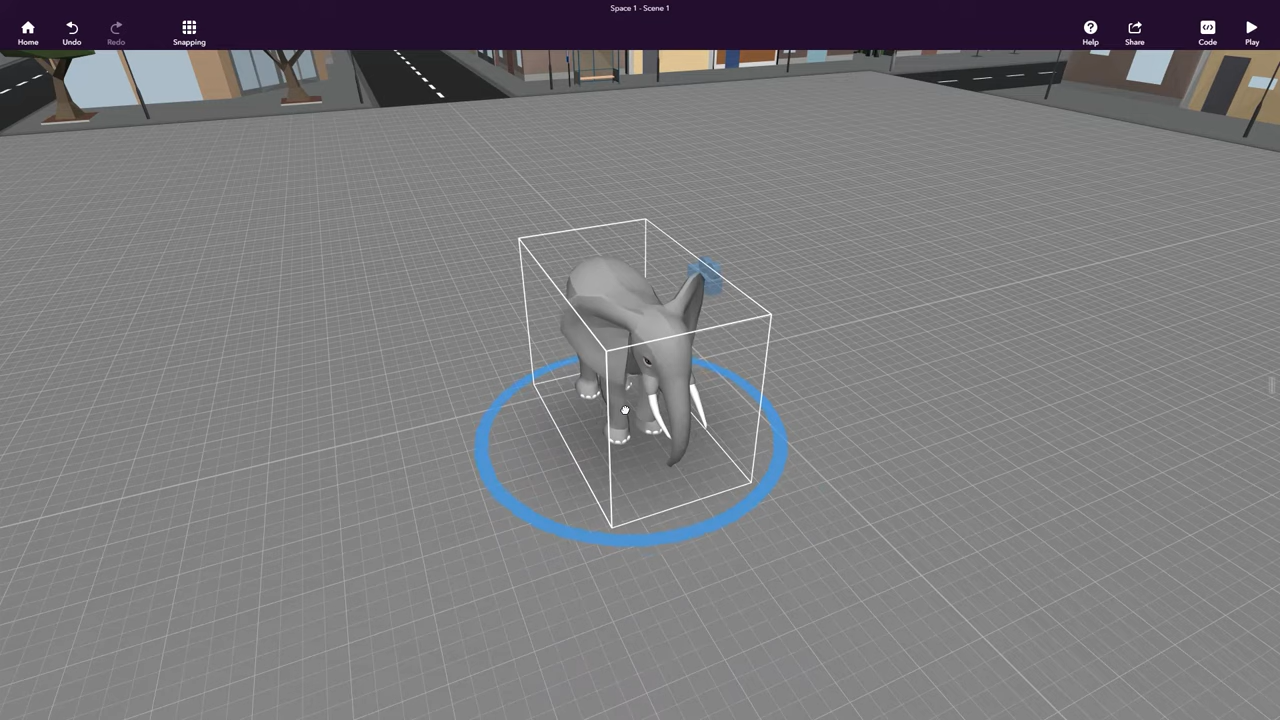 Space 1 - Scene 1
Home
Undo
Redo
Snapping
Help
Share
Code
Play